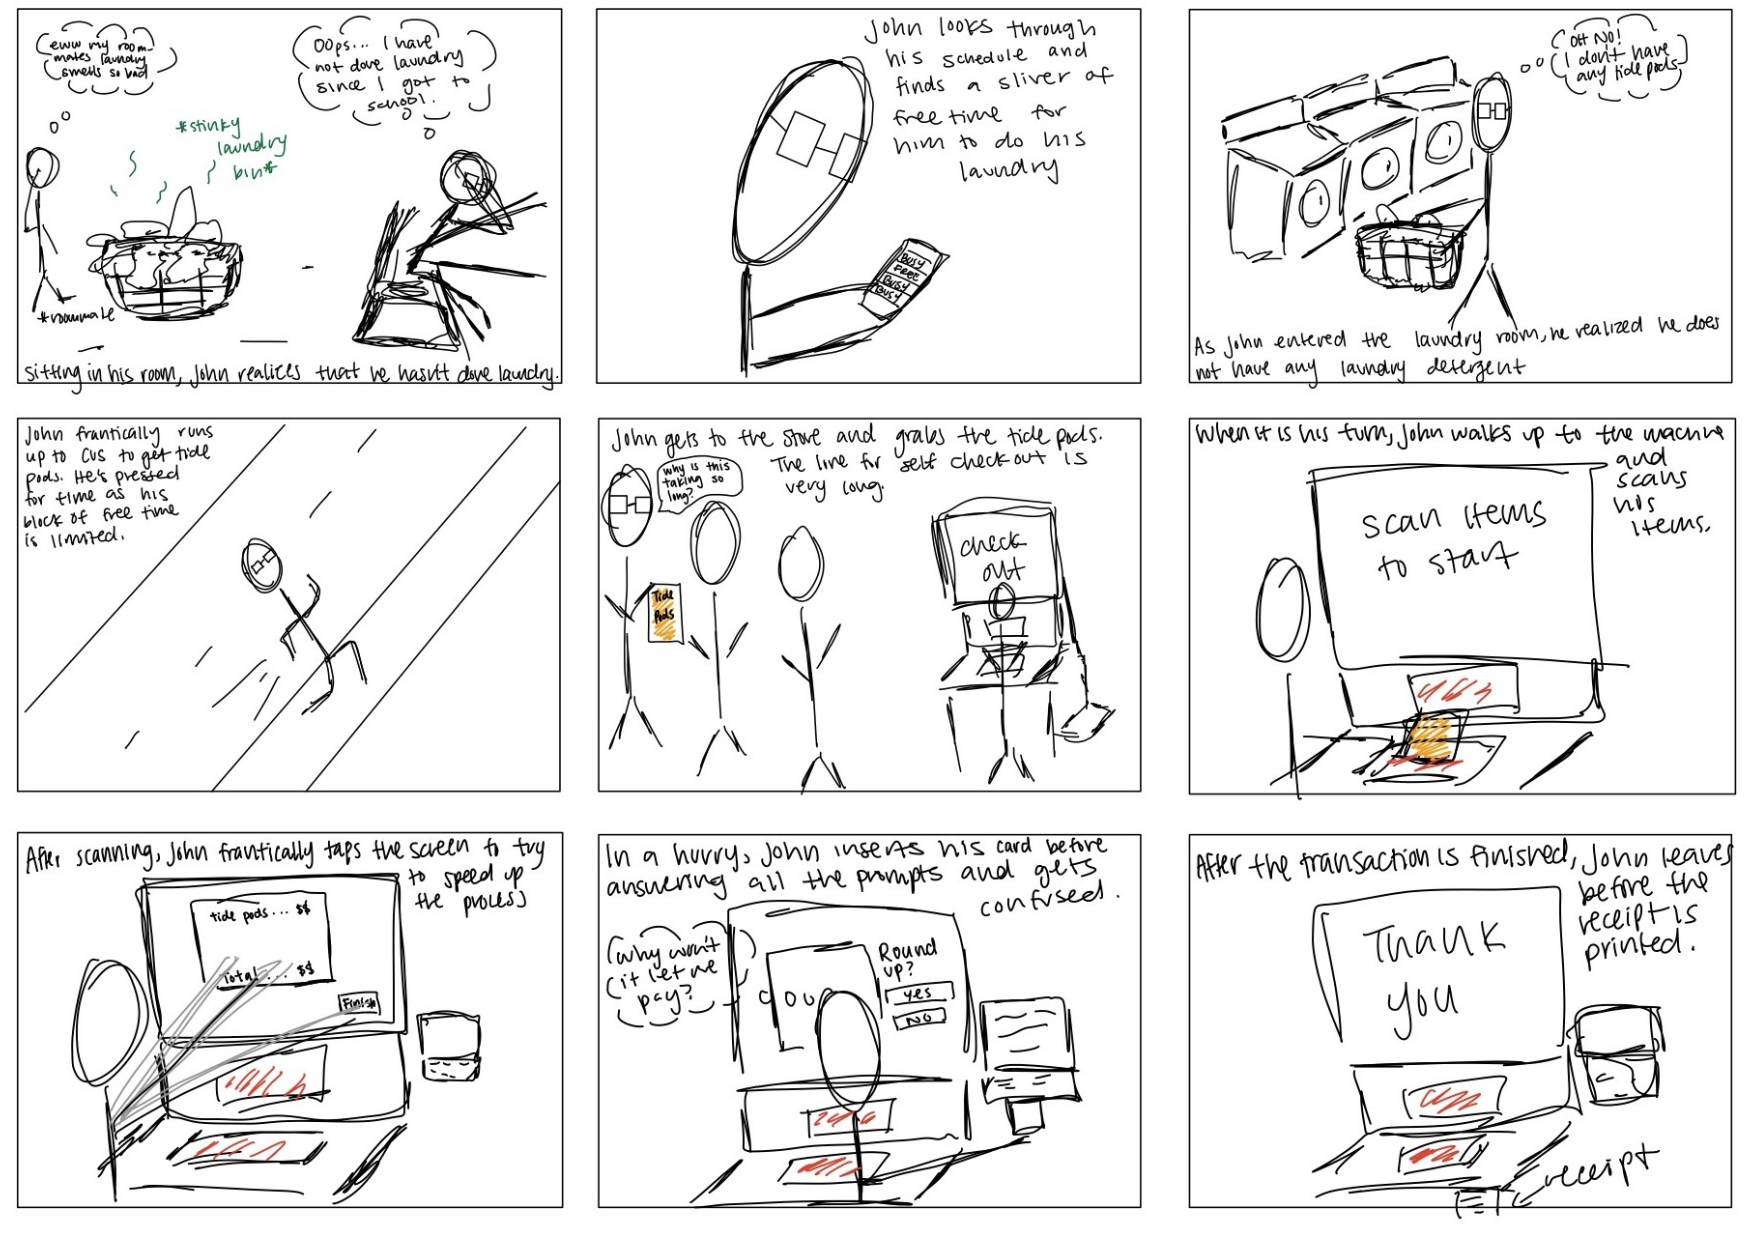 eww my room-
mates laundry
smells so bad
Oops... I have
not done laundry
since I got to
school.
*stinky
laundry
bin*
*roommate
sitting in his room, John realizes that he hasn't done laundry.
John looks through
his schedule and
finds a sliver of
free time for
him to do his
laundry
BUSY
FREE
BUSY
BUSY
OH NO!
I don't have
any tide pods
As John entered the laundry room, he realized he does
not have any laundry detergent
John frantically runs
up to CVS to get tide
pods. He's pressed
for time as his
block of free time
is limited.
John gets to the store and grabs the tide pods.
The line for self checkout is
very long.
why is this
taking so
long?
Tide
Pods
check
out
When it is his turn, John walks up to the machine
and
scans
his
items.
scan items
to start
After scanning, John frantically taps the screen to try
to speed up
the process
tide pods... $$
Total... $$
Finish
In a hurry, John inserts his card before
answering all the prompts and gets
confused.
Why won't
it let me
pay?
Round
up?
yes
NO
After the transaction is finished, John leaves
before the
receipt is
printed.
Thank
you
receipt